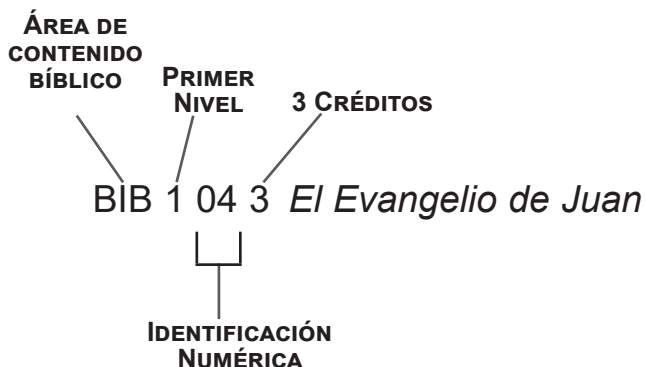 ÁREA DE
CONTENIDO
BÍBLICO
PRIMER
NIVEL
3 CRÉDITOS
BIB 1 04 3 El Evangelio de Juan
IDENTIFICACIÓN
NUMÉRICA